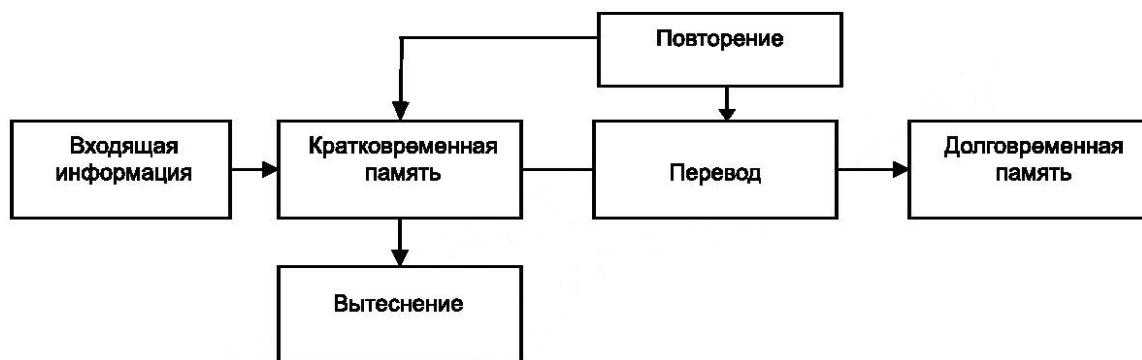 Повторение
Входящая
информация
Кратковременная
память
Перевод
Долговременная
память
Вытеснение